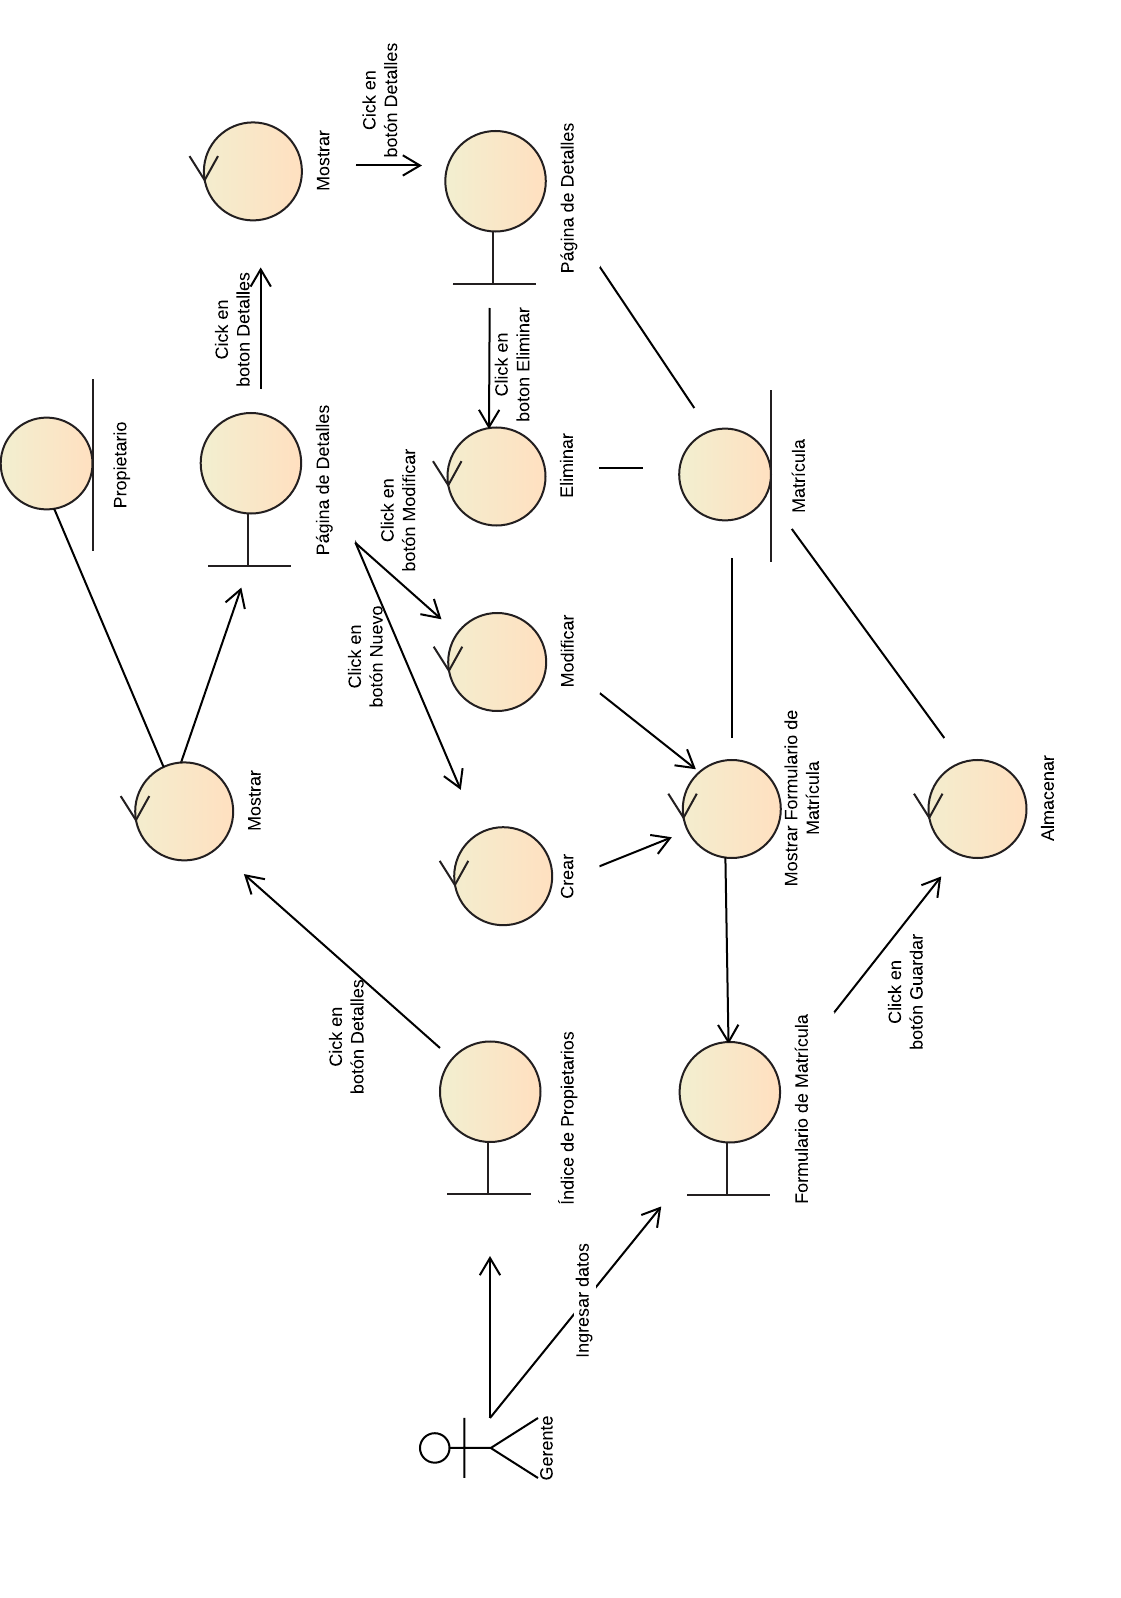 Propietario
Mostrar
Página de Detalles
Cick en
boton Detalles
Mostrar
Cick en
botón Detalles
Cick en
botón Detalles
Click en
botón Nuevo
Click en
botón Modificar
Gerente
Índice de Propietarios
Crear
Modificar
Eliminar
Click en
boton Eliminar
Página de Detalles
Ingresar datos
Formulario de Matrícula
Mostrar Formulario de
Matrícula
Matrícula
Click en
botón Guardar
Almacenar